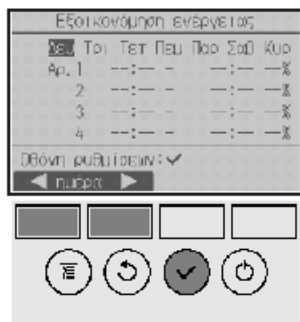 Εξοικονόμηση ενέργειας
Δευ Τρι Τετ Πεμ Παρ Σαβ Κυρ
Αρ. 1 --:-- - --:-- --%
2 --:-- - --:-- --%
3 --:-- - --:-- --%
4 --:-- - --:-- --%
Οθόνη ρυθμίσεων:✔
◀ ημέρα ▶